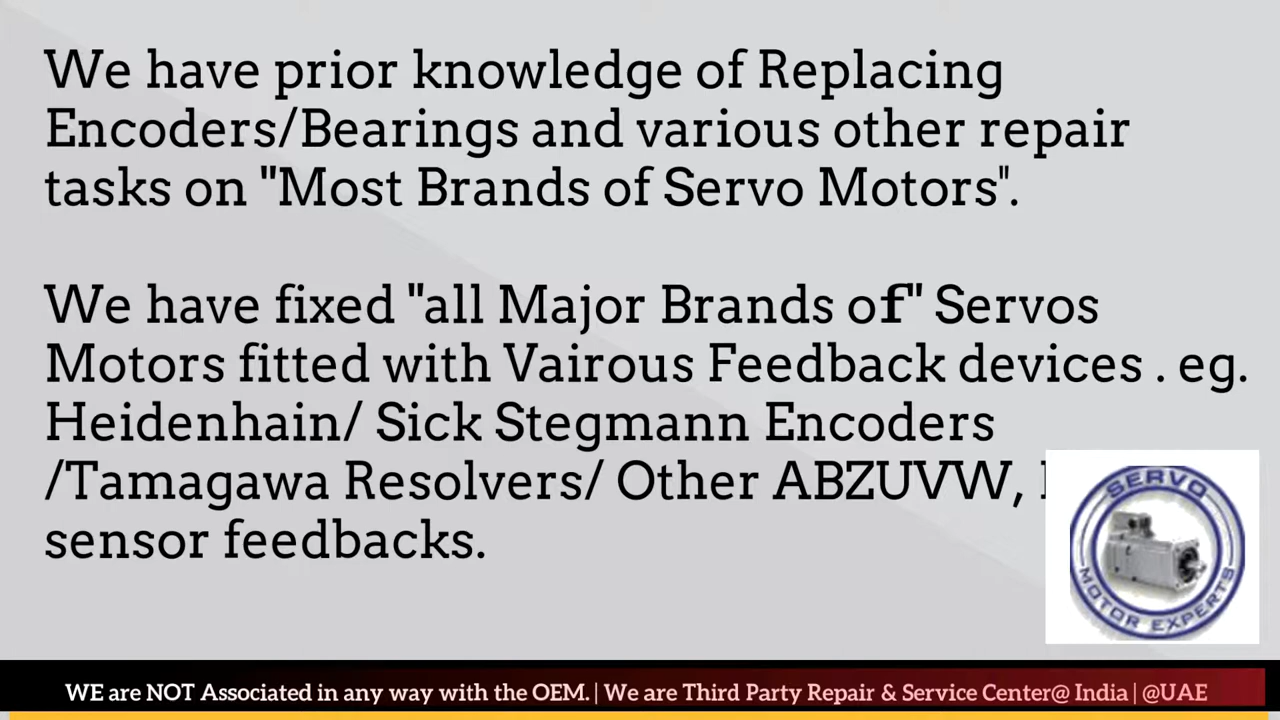 We have prior knowledge of Replacing
Encoders/Bearings and various other repair
tasks on "Most Brands of Servo Motors".
We have fixed "all Major Brands of" Servos
Motors fitted with Vairous Feedback devices . eg.
Heidenhain/ Sick Stegmann Encoders
/Tamagawa Resolvers/ Other ABZUVW,
sensor feedbacks.
SERVO
MOTOR EXPERTS
WE are NOT Associated in any way with the OEM. | We are Third Party Repair & Service Center@ India | @UAE